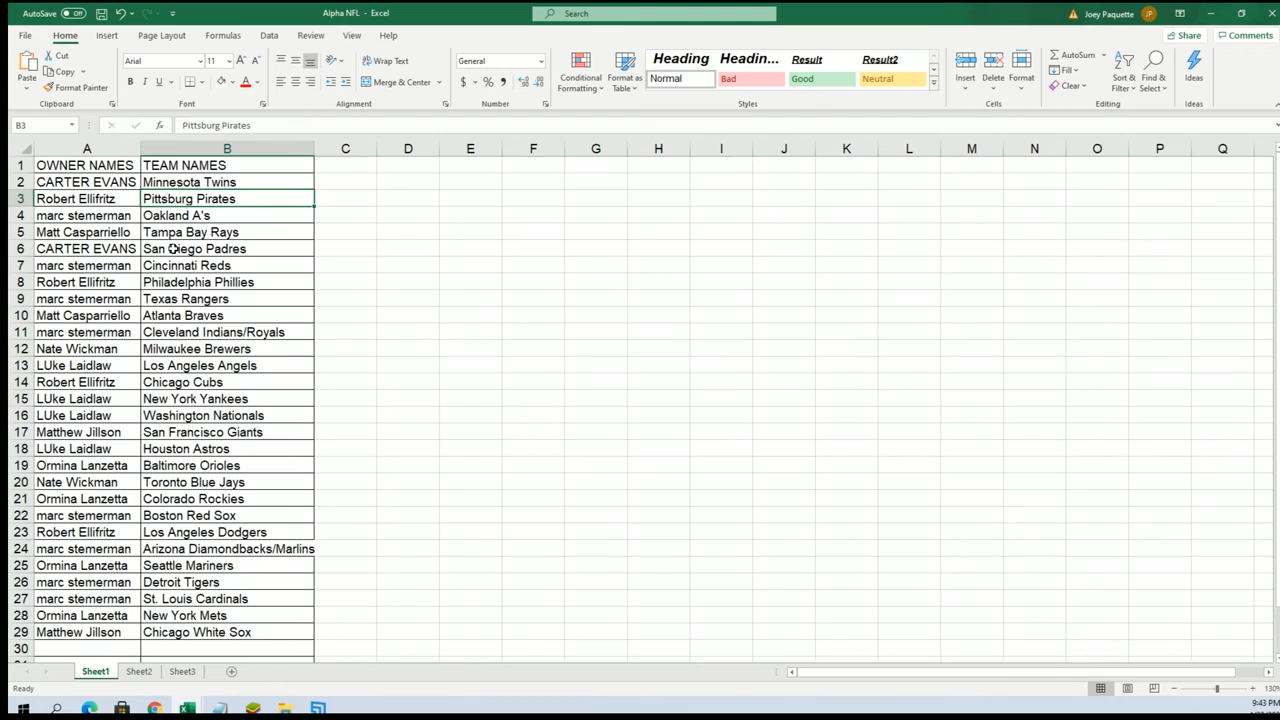 AutoSave Off
Alpha NFL - Excel
Search
Joey Paquette JP
File Home Insert Page Layout Formulas Data Review View Help
Share Comments
Paste
Cut
Copy
Format Painter
Clipboard
Arial 11
B I U
Font
Wrap Text
Merge & Center
Alignment
General
$ %
Number
Conditional Formatting
Format as Table
Heading Headin... Result Result2
Normal Bad Good Neutral
Styles
Insert Delete Format
Cells
AutoSum
Fill
Clear
Sort & Filter
Find & Select
Editing
Ideas
Ideas
B3 fx Pittsburg Pirates
A B C D E F G H I J K L M N O P Q
1 OWNER NAMES TEAM NAMES
2 CARTER EVANS Minnesota Twins
3 Robert Ellifritz Pittsburg Pirates
4 marc stemerman Oakland A's
5 Matt Casparriello Tampa Bay Rays
6 CARTER EVANS San Diego Padres
7 marc stemerman Cincinnati Reds
8 Robert Ellifritz Philadelphia Phillies
9 marc stemerman Texas Rangers
10 Matt Casparriello Atlanta Braves
11 marc stemerman Cleveland Indians/Royals
12 Nate Wickman Milwaukee Brewers
13 LUke Laidlaw Los Angeles Angels
14 Robert Ellifritz Chicago Cubs
15 LUke Laidlaw New York Yankees
16 LUke Laidlaw Washington Nationals
17 Matthew Jillson San Francisco Giants
18 LUke Laidlaw Houston Astros
19 Ormina Lanzetta Baltimore Orioles
20 Nate Wickman Toronto Blue Jays
21 Ormina Lanzetta Colorado Rockies
22 marc stemerman Boston Red Sox
23 Robert Ellifritz Los Angeles Dodgers
24 marc stemerman Arizona Diamondbacks/Marlins
25 Ormina Lanzetta Seattle Mariners
26 marc stemerman Detroit Tigers
27 marc stemerman St. Louis Cardinals
28 Ormina Lanzetta New York Mets
29 Matthew Jillson Chicago White Sox
30
Sheet1 Sheet2 Sheet3
Ready
130%
9:43 PM